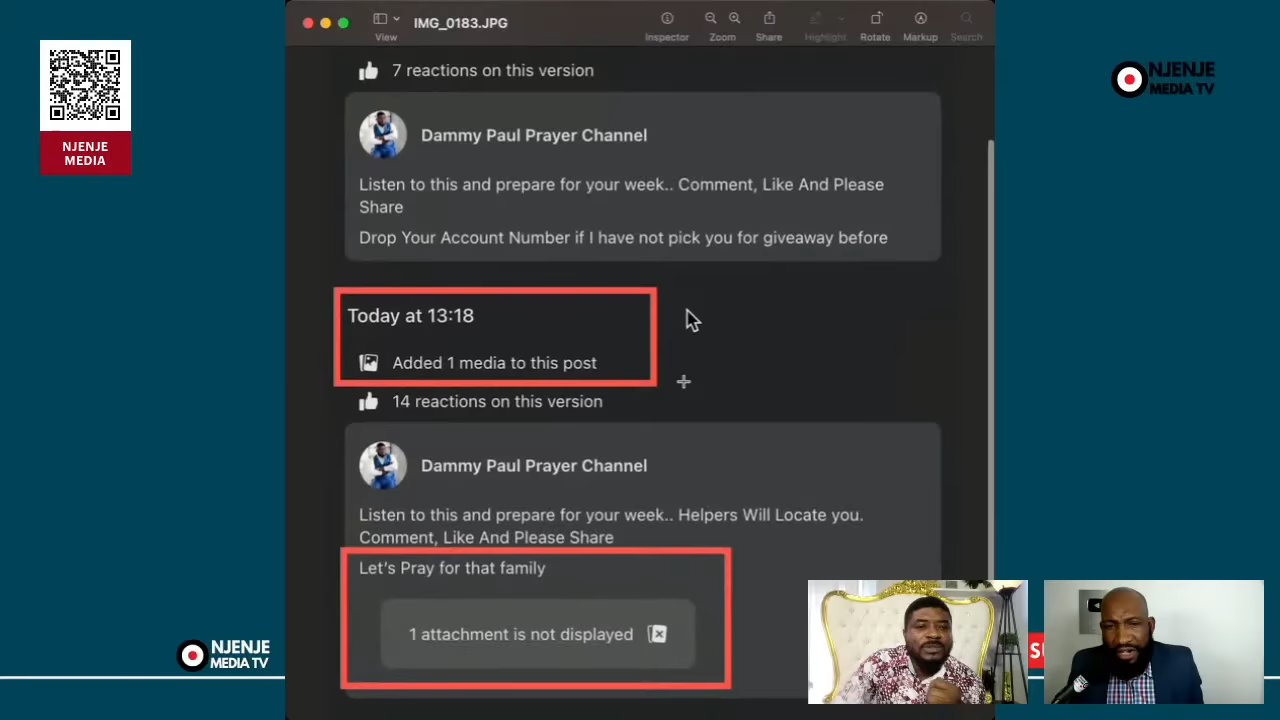 IMG_0183.JPG
View
Inspector
Zoom
Share
Highlight
Rotate
Markup
Search
NJENJE
MEDIA
NJENJE
MEDIA TV
7 reactions on this version
Dammy Paul Prayer Channel
Listen to this and prepare for your week.. Comment, Like And Please
Share
Drop Your Account Number if I have not pick you for giveaway before
Today at 13:18
Added 1 media to this post
14 reactions on this version
Dammy Paul Prayer Channel
Listen to this and prepare for your week.. Helpers Will Locate you.
Comment, Like And Please Share
Let's Pray for that family
1 attachment is not displayed
NJENJE
MEDIA TV